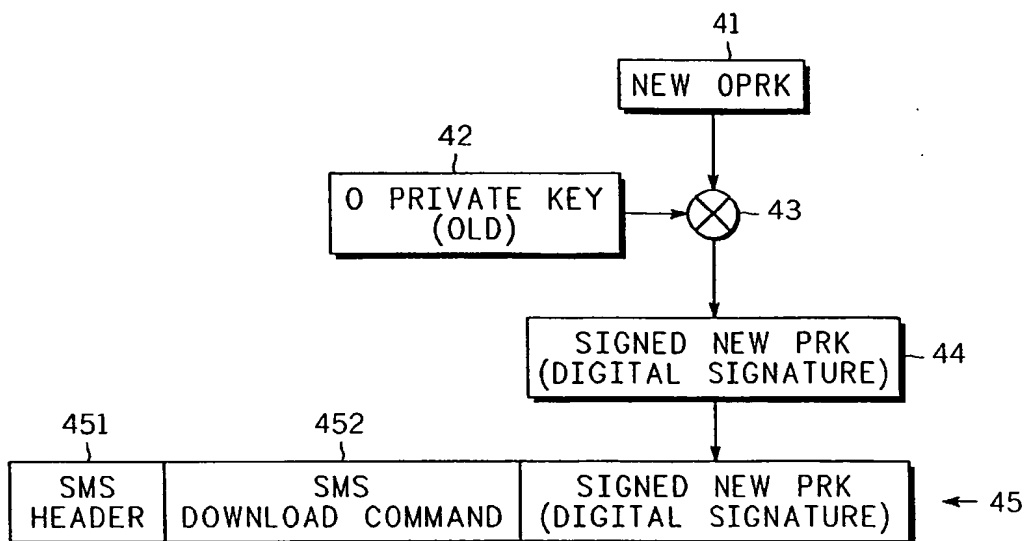 41
NEW OPRK
42
O PRIVATE KEY
(OLD)
43
SIGNED NEW PRK
(DIGITAL SIGNATURE)
44
451
452
SMS
HEADER
SMS
DOWNLOAD COMMAND
SIGNED NEW PRK
(DIGITAL SIGNATURE)
45